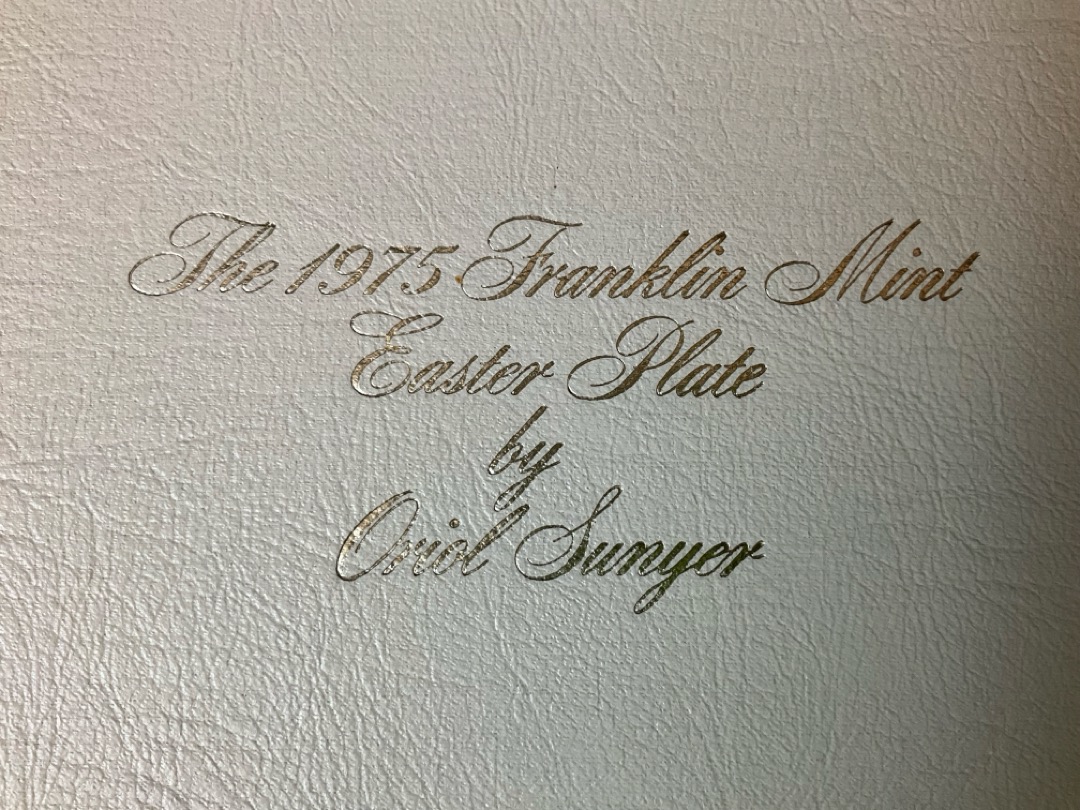 The 1975 Franklin Mint
Easter Plate
by
Oriol Sunyer